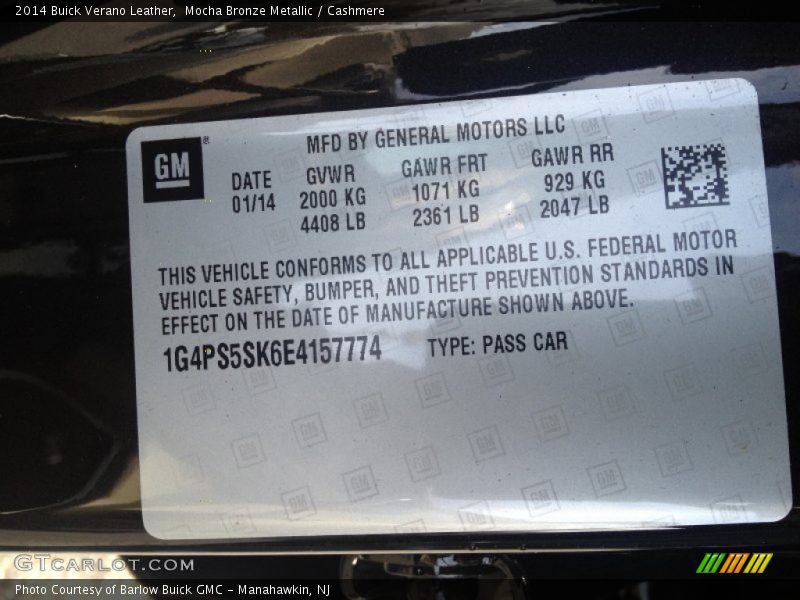 2014 Buick Verano Leather, Mocha Bronze Metallic / Cashmere
GM®
MFD BY GENERAL MOTORS LLC
DATE GVWR GAWR FRT GAWR RR
01/14 2000 KG 1071 KG 929 KG
4408 LB 2361 LB 2047 LB
THIS VEHICLE CONFORMS TO ALL APPLICABLE U.S. FEDERAL MOTOR
VEHICLE SAFETY, BUMPER, AND THEFT PREVENTION STANDARDS IN
EFFECT ON THE DATE OF MANUFACTURE SHOWN ABOVE.
1G4PS5SK6E4157774 TYPE: PASS CAR
GTCARLOT.COM
Photo Courtesy of Barlow Buick GMC - Manahawkin, NJ